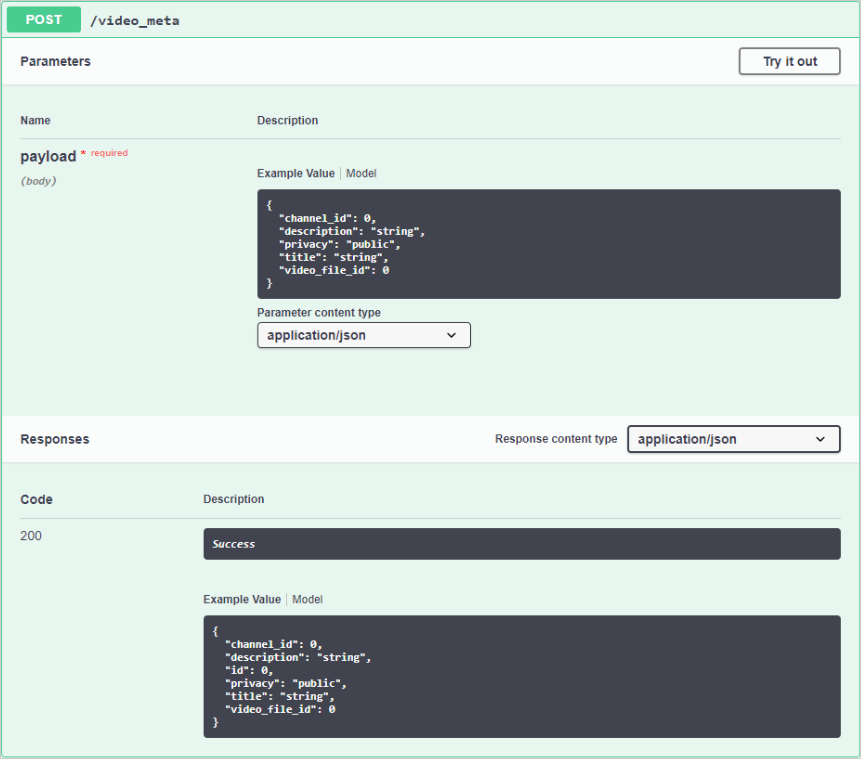 POST /video_meta
Parameters Try it out
Name Description
payload * required
(body)
Example Value Model
{
"channel_id": 0,
"description": "string",
"privacy": "public",
"title": "string",
"video_file_id": 0
}
Parameter content type
application/json
Responses Response content type application/json
Code Description
200 Success
Example Value Model
{
"channel_id": 0,
"description": "string",
"id": 0,
"privacy": "public",
"title": "string",
"video_file_id": 0
}